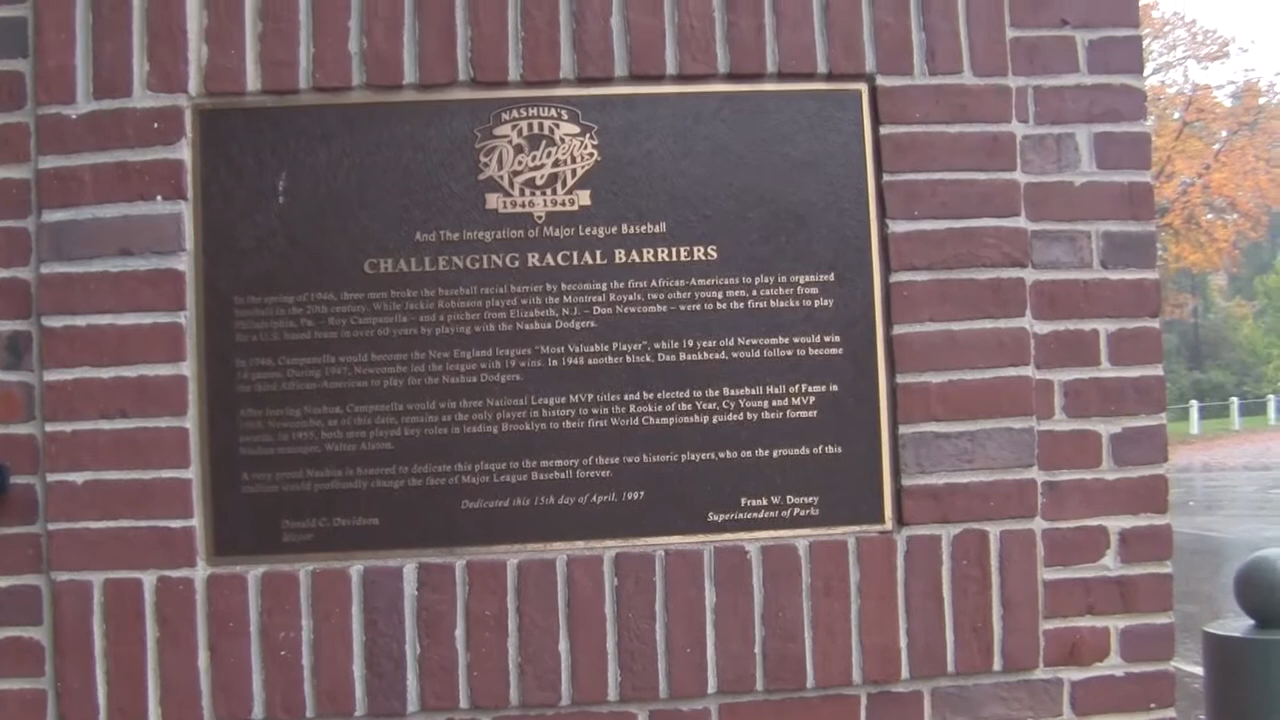 NASHUA'S
Dodgers
1946-1949
And The Integration of Major League Baseball
CHALLENGING RACIAL BARRIERS
In the spring of 1946, three men broke the baseball racial barrier by becoming the first African-Americans to play in organized
baseball in the 20th century. While Jackie Robinson played with the Montreal Royals, two other young men, a catcher from
Philadelphia, Pa. - Roy Campanella - and a pitcher from Elizabeth, N.J. - Don Newcombe - were to be the first blacks to play
for a U.S. based team in over 60 years by playing with the Nashua Dodgers.
In 1946, Campanella would become the New England leagues "Most Valuable Player", while 19 year old Newcombe would win
14 games. During 1947, Newcombe led the league with 19 wins. In 1948 another black, Dan Bankhead, would follow to become
the third African-American to play for the Nashua Dodgers.
After leaving Nashua, Campanella would win three National League MVP titles and be elected to the Baseball Hall of Fame in
Newcombe, as of this date, remains as the only player in history to win the Rookie of the Year, Cy Young and MVP
awards. In 1955, both men played key roles in leading Brooklyn to their first World Championship guided by their former
Nashua manager, Walter Alston.
A very proud Nashua is honored to dedicate this plaque to the memory of these two historic players,who on the grounds of this
stadium would profoundly change the face of Major League Baseball forever.
Dedicated this 15th day of April, 1997
Donald C. Davidson
Mayor
Frank W. Dorsey
Superintendent of Parks